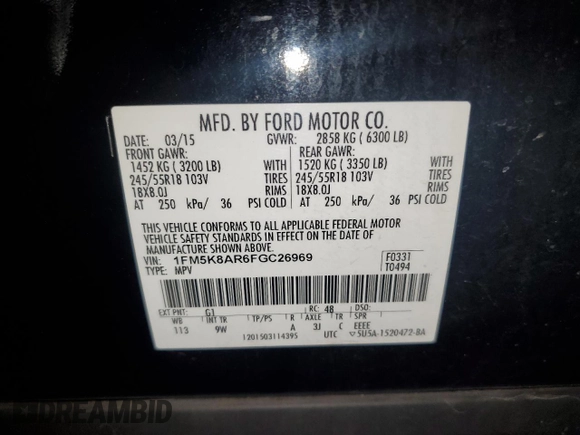 MFD. BY FORD MOTOR CO.
DATE: 03/15 GVWR: 2858 KG ( 6300 LB)
FRONT GAWR: REAR GAWR:
1452 KG ( 3200 LB) WITH 1520 KG ( 3350 LB) WITH
245/55R18 103V TIRES 245/55R18 103V TIRES
18X8.0J RIMS 18X8.0J RIMS
AT 250 kPa/ 36 PSI COLD AT 250 kPa/ 36 PSI COLD
THIS VEHICLE CONFORMS TO ALL APPLICABLE FEDERAL MOTOR
VEHICLE SAFETY STANDARDS IN EFFECT ON THE DATE OF
MANUFACTURE SHOWN ABOVE.
VIN: 1FM5K8AR6FGC26969 F0331
TYPE: MPV T0494
EXT PNT: G1 RC: 48 DSO:
WB INT TR TP/PS R AXLE TR SPR
113 9W A 3J C EEEE
1201503114395 UTC 5U5A-1520472-BA
EZDREAMBID